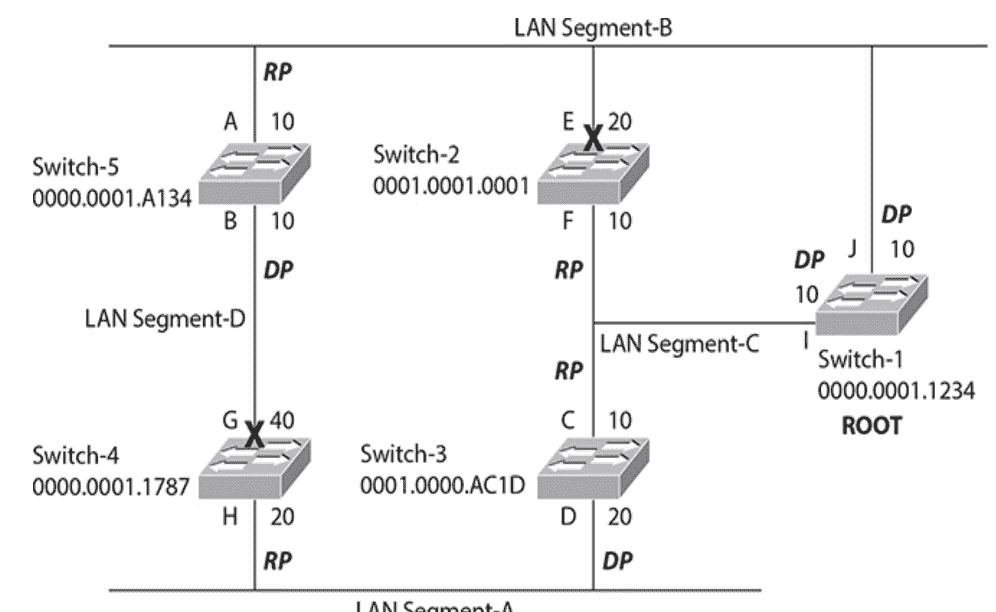 LAN Segment-B
RP
A 10
E X 20
Switch-5
0000.0001.A134
Switch-2
0001.0001.0001
B 10
F 10
DP
J 10
DP
RP
DP
10
LAN Segment-D
LAN Segment-C
I
Switch-1
0000.0001.1234
ROOT
RP
G X 40
C 10
Switch-4
0000.0001.1787
Switch-3
0001.0000.AC1D
H 20
D 20
RP
DP
LAN Segment-A